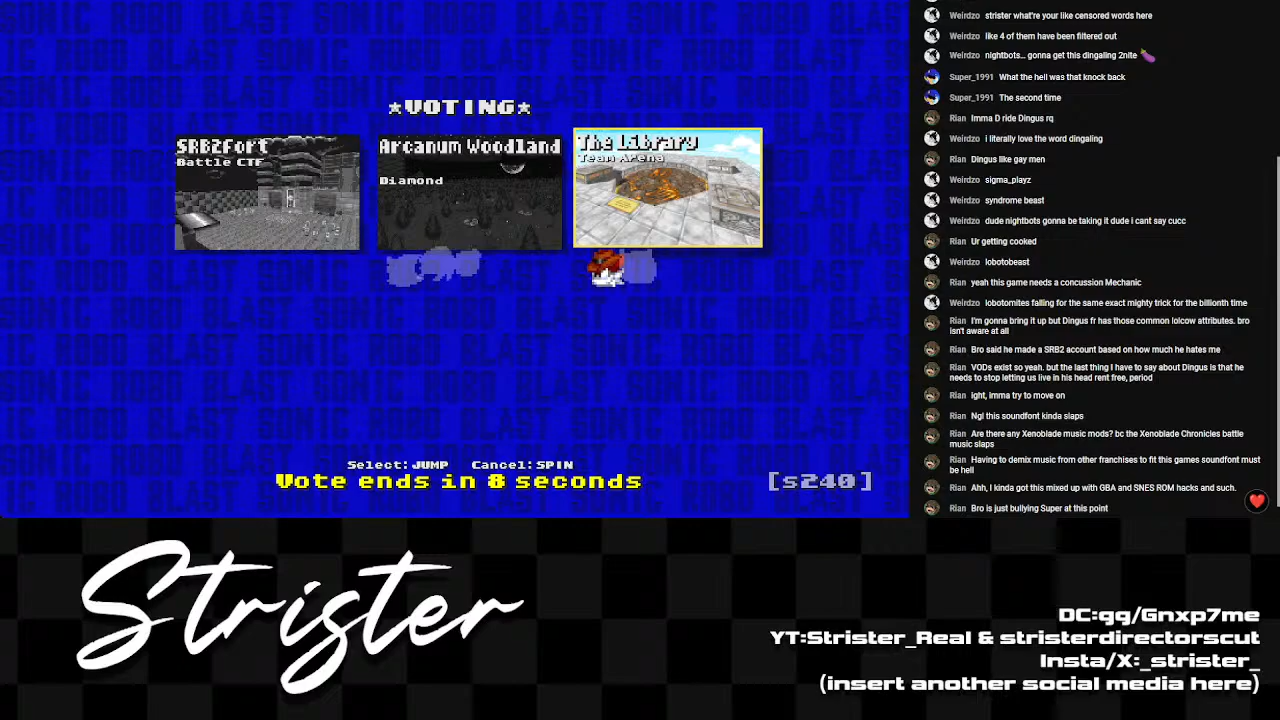 *VOTING*
SRB2Fort
Battle CTF
Arcanum Woodland
Diamond
The Library
Team Arena
Select:JUMP Cancel:SPIN
Vote ends in 8 seconds
[s240]
Weirdzo strister what're your like censored words here
Weirdzo like 4 of them have been filtered out
Weirdzo nightbots... gonna get this dingaling 2nite 🍆
Super_1991 What the hell was that knock back
Super_1991 The second time
Rian Imma D ride Dingus rq
Weirdzo i literally love the word dingaling
Rian Dingus like gay men
Weirdzo sigma_playz
Weirdzo syndrome beast
Weirdzo dude nightbots gonna be taking it dude i cant say cucc
Rian Ur getting cooked
Weirdzo lobotobeast
Rian yeah this game needs a concussion Mechanic
Weirdzo lobotomites falling for the same exact mighty trick for the billionth time
Rian I'm gonna bring it up but Dingus fr has those common lolcow attributes. bro
isn't aware at all
Rian Bro said he made a SRB2 account based on how much he hates me
Rian VODs exist so yeah. but the last thing I have to say about Dingus is that he
needs to stop letting us live in his head rent free, period
Rian ight, imma try to move on
Rian Ngl this soundfont kinda slaps
Rian Are there any Xenoblade music mods? bc the Xenoblade Chronicles battle
music slaps
Rian Having to demix music from other franchises to fit this games soundfont must
be hell
Rian Ahh, I kinda got this mixed up with GBA and SNES ROM hacks and such.
Rian Bro is just bullying Super at this point
Strister
DC:gg/Gnxp7me
YT:Strister_Real & stristerdirectorscut
Insta/X:_strister_
(insert another social media here)